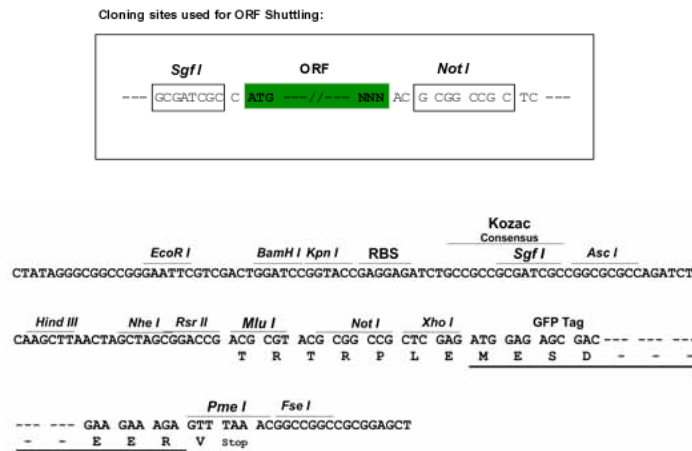 Cloning sites used for ORF Shuttling:
Sgf I ORF Not I
--- GCGATCGC C ATG ---//--- NNN AC G CGG CCG C TC ---
Kozac
Consensus
EcoR I BamH I Kpn I RBS Sgf I Asc I
CTATAGGGCGGCCGGGAATTCGTCGACTGGATCCGGTACCGAGGAGATCTGCCGCCGCGATCGCCGGCGCGCCAGATCT
Hind III Nhe I Rsr II Mlu I Not I Xho I GFP Tag
CAAGCTTAACTAGCTAGCGGACCG ACG CGT ACG CGG CCG CTC GAG ATG GAG AGC GAC --- ---
T R T R P L E M E S D - - -
Pme I Fse I
--- --- GAA GAA AGA GTT TAA ACGGCCGGCCGCGGAGCT
- - E E R V Stop